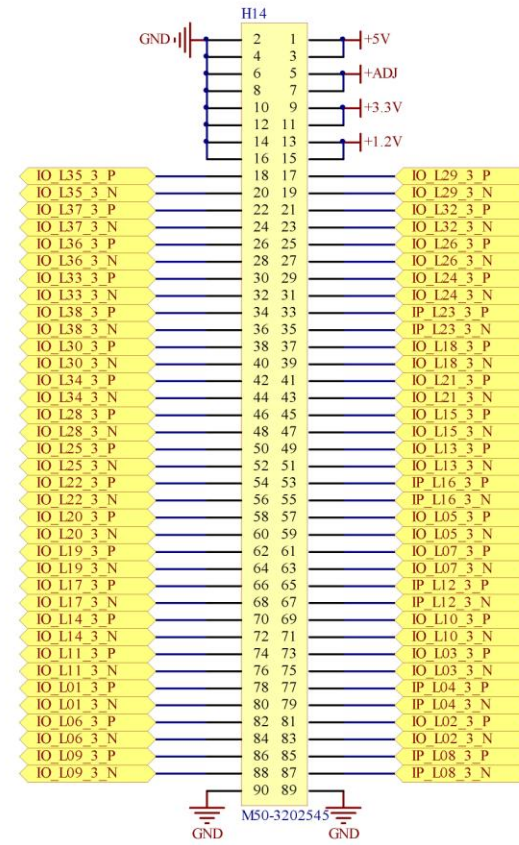 H14
GND 2 1 +5V
4 3
6 5 +ADJ
8 7
10 9 +3.3V
12 11
14 13 +1.2V
16 15
IO_L35_3_P 18 17 IO_L29_3_P
IO_L35_3_N 20 19 IO_L29_3_N
IO_L37_3_P 22 21 IO_L32_3_P
IO_L37_3_N 24 23 IO_L32_3_N
IO_L36_3_P 26 25 IO_L26_3_P
IO_L36_3_N 28 27 IO_L26_3_N
IO_L33_3_P 30 29 IO_L24_3_P
IO_L33_3_N 32 31 IO_L24_3_N
IO_L38_3_P 34 33 IP_L23_3_P
IO_L38_3_N 36 35 IP_L23_3_N
IO_L30_3_P 38 37 IO_L18_3_P
IO_L30_3_N 40 39 IO_L18_3_N
IO_L34_3_P 42 41 IO_L21_3_P
IO_L34_3_N 44 43 IO_L21_3_N
IO_L28_3_P 46 45 IO_L15_3_P
IO_L28_3_N 48 47 IO_L15_3_N
IO_L25_3_P 50 49 IO_L13_3_P
IO_L25_3_N 52 51 IO_L13_3_N
IO_L22_3_P 54 53 IP_L16_3_P
IO_L22_3_N 56 55 IP_L16_3_N
IO_L20_3_P 58 57 IO_L05_3_P
IO_L20_3_N 60 59 IO_L05_3_N
IO_L19_3_P 62 61 IO_L07_3_P
IO_L19_3_N 64 63 IO_L07_3_N
IO_L17_3_P 66 65 IP_L12_3_P
IO_L17_3_N 68 67 IP_L12_3_N
IO_L14_3_P 70 69 IO_L10_3_P
IO_L14_3_N 72 71 IO_L10_3_N
IO_L11_3_P 74 73 IO_L03_3_P
IO_L11_3_N 76 75 IO_L03_3_N
IO_L01_3_P 78 77 IP_L04_3_P
IO_L01_3_N 80 79 IP_L04_3_N
IO_L06_3_P 82 81 IO_L02_3_P
IO_L06_3_N 84 83 IO_L02_3_N
IO_L09_3_P 86 85 IP_L08_3_P
IO_L09_3_N 88 87 IP_L08_3_N
90 89
M50-3202545
GND GND